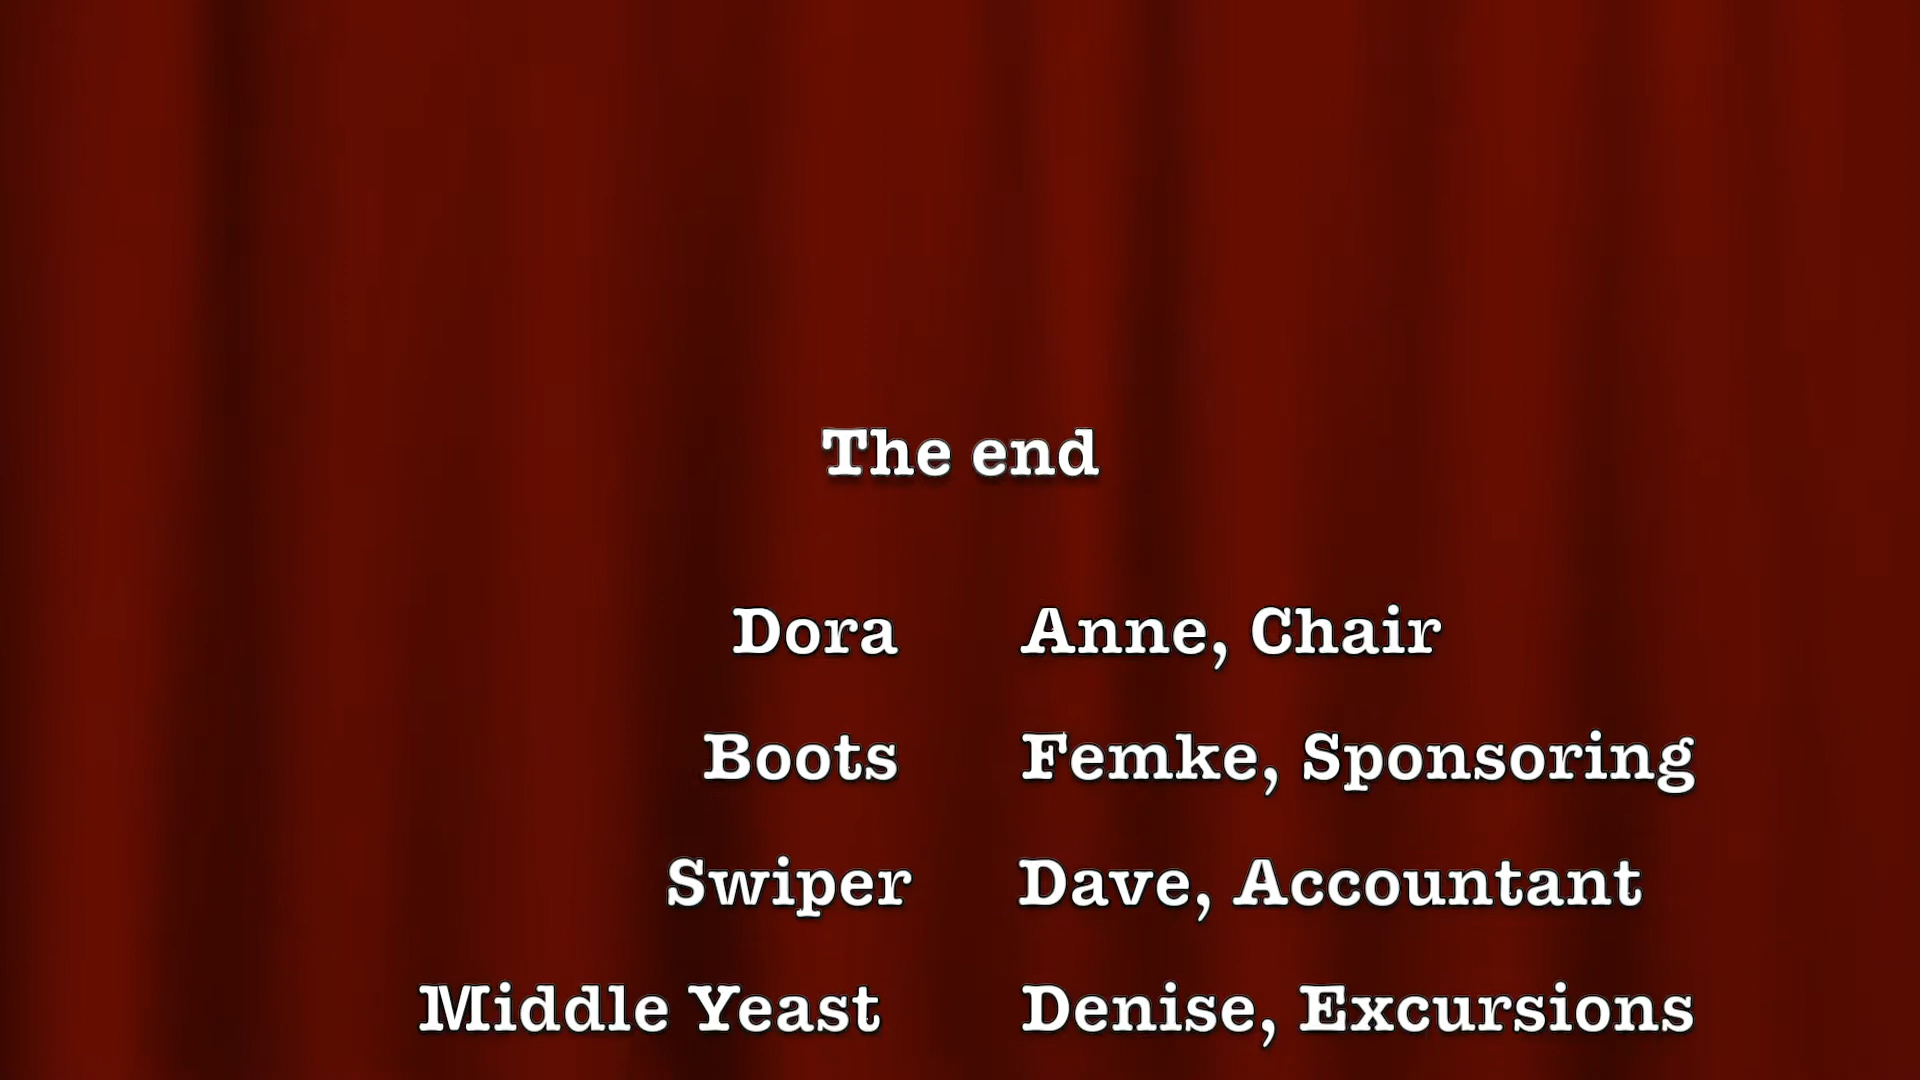 The end
Dora Anne, Chair
Boots Femke, Sponsoring
Swiper Dave, Accountant
Middle Yeast Denise, Excursions